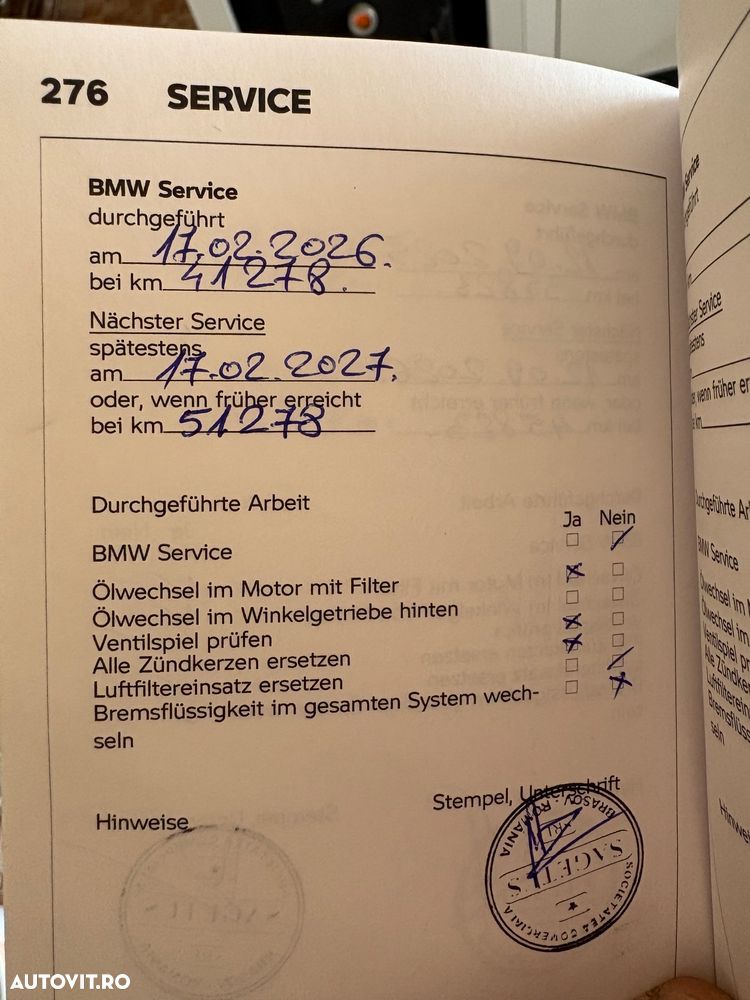 276 SERVICE
BMW Service
durchgeführt
am 17.02.2026.
bei km 41278.
Nächster Service
spätestens
am 17.02.2027.
oder, wenn früher erreicht
bei km 51278
Durchgeführte Arbeit
Ja Nein
BMW Service
Ölwechsel im Motor mit Filter
Ölwechsel im Winkelgetriebe hinten
Ventilspiel prüfen
Alle Zündkerzen ersetzen
Luftfiltereinsatz ersetzen
Bremsflüssigkeit im gesamten System wech-
seln
Hinweise
Stempel, Unterschrift
BRASOV - ROMANIA
SAGETIS
SOCIETATEA COMERCIALA
AUTOVIT.RO